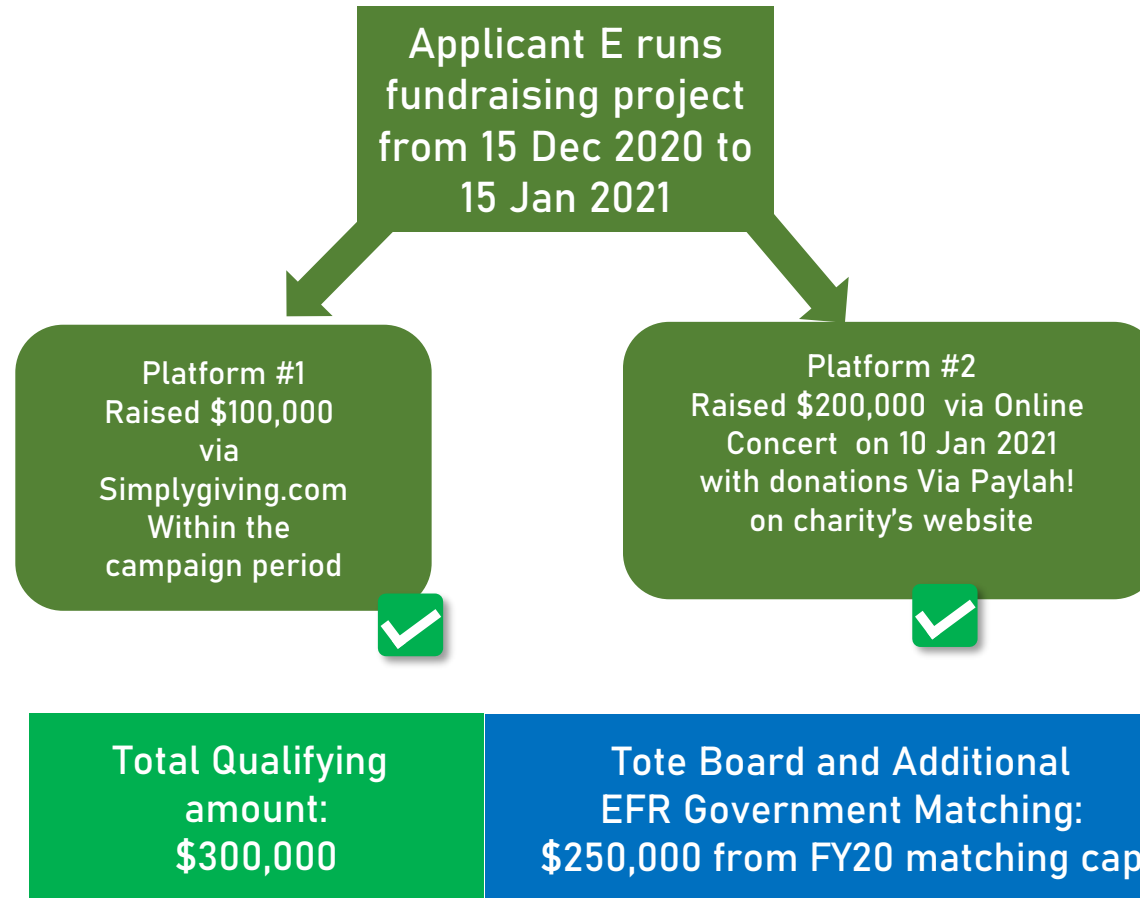 Applicant E runs
fundraising project
from 15 Dec 2020 to
15 Jan 2021
Platform #1
Raised $100,000
via
Simplygiving.com
Within the
campaign period
Platform #2
Raised $200,000 via Online
Concert on 10 Jan 2021
with donations Via Paylah!
on charity's website
Total Qualifying
amount:
$300,000
Tote Board and Additional
EFR Government Matching:
$250,000 from FY20 matching cap